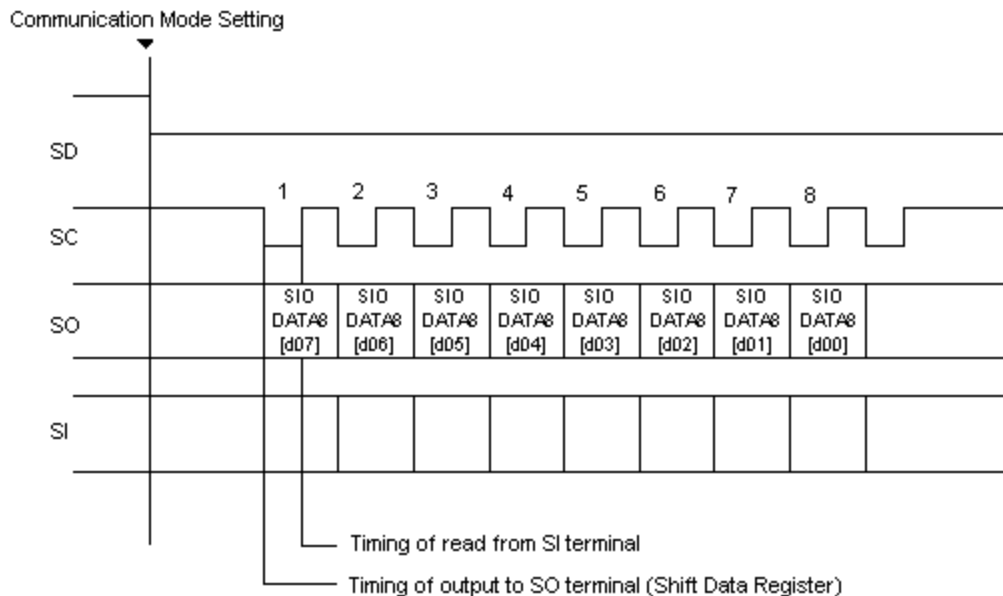 Communication Mode Setting
SD
1 2 3 4 5 6 7 8
SC
SIO SIO SIO SIO SIO SIO SIO SIO
DATA8 DATA8 DATA8 DATA8 DATA8 DATA8 DATA8 DATA8
[d07] [d06] [d05] [d04] [d03] [d02] [d01] [d00]
SO
SI
Timing of read from SI terminal
Timing of output to SO terminal (Shift Data Register)